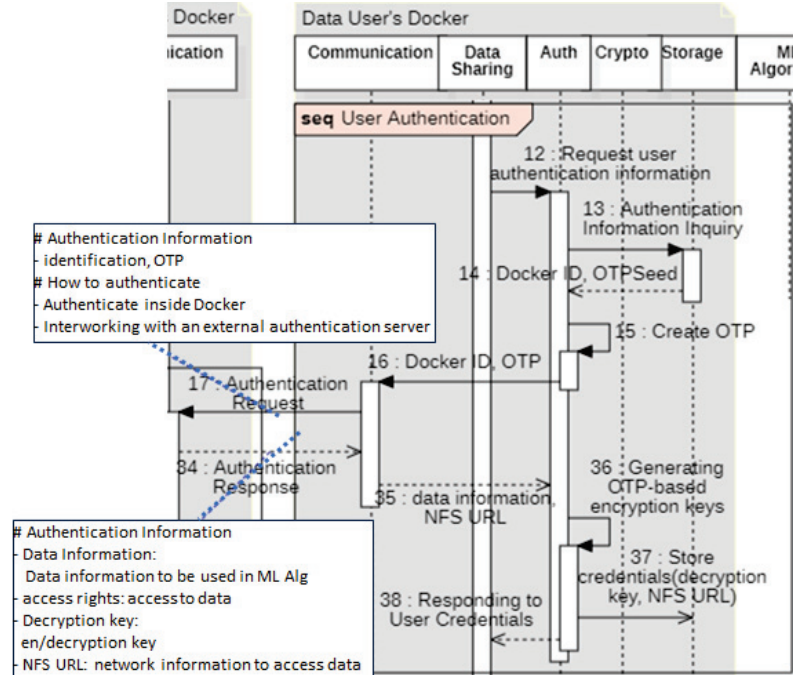 Docker
Data User's Docker
ication
Communication
Data
Sharing
Auth
Crypto
Storage
ML
Algor
seq User Authentication
12 : Request user
authentication information
13 : Authentication
Information Inquiry
# Authentication Information
- identification, OTP
# How to authenticate
- Authenticate inside Docker
- Interworking with an external authentication server
14 : Docker ID, OTPSeed
15 : Create OTP
16 : Docker ID, OTP
17 : Authentication
Request
34 : Authentication
Response
35 : data information,
NFS URL
36 : Generating
OTP-based
encryption keys
# Authentication Information
- Data Information:
Data information to be used in ML Alg
- access rights: access to data
- Decryption key:
en/decryption key
- NFS URL: network information to access data
37 : Store
credentials(decryption
key, NFS URL)
38 : Responding to
User Credentials